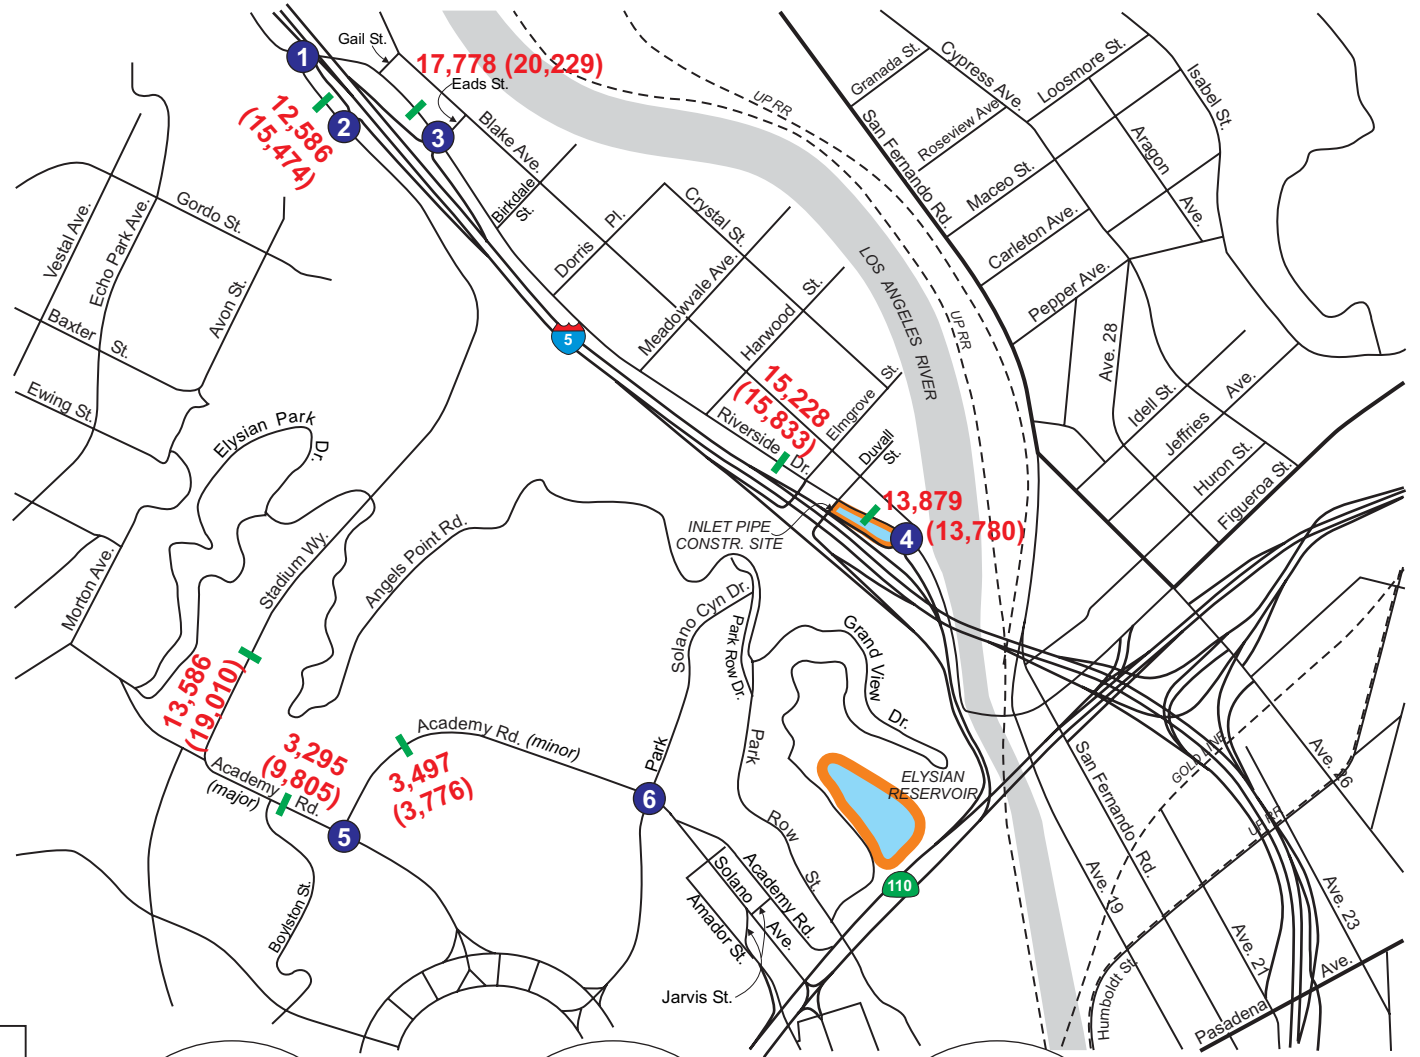 1
Gail St.
17,778 (20,229)
Eads St.
12,586
(15,474)
2
3
Blake Ave.
Birkdale
St.
UP RR
Granada St.
Cypress Ave.
Loosmore St.
Isabel St.
San Fernando Rd.
Roseview Ave.
Aragon
Ave.
Maceo St.
Carleton Ave.
Pepper Ave.
Vestal Ave.
Echo Park Ave.
Gordo St.
Avon St.
Baxter
St.
Ewing St.
Dorris
Pl.
Crystal St.
Meadowvale Ave.
Harwood
St.
5
LOS ANGELES RIVER
UP RR
Ave. 28
Idell St.
Jeffries
Ave.
Huron St.
Figueroa St.
15,228
(15,833)
Riverside
Dr.
Elmgrove
St.
Duvall
St.
13,879
(13,780)
4
INLET PIPE
CONSTR. SITE
Elysian Park
Dr.
Morton Ave.
Stadium Wy.
Angels Point Rd.
Solano Cyn Dr.
Park Row Dr.
Grand View
Dr.
13,586
(19,010)
3,295
(9,805)
Academy
Rd.
(major)
5
Academy Rd. (minor)
3,497
(3,776)
Park
6
Park
Row
St.
ELYSIAN
RESERVOIR
110
Boylston St.
Solano
Ave.
Academy Rd.
Amador St.
Jarvis St.
San Fernando
Rd.
GOLD LINE
UP RR
Ave. 26
Ave. 19
Ave. 21
Ave. 23
Humboldt St.
Pasadena
Ave.